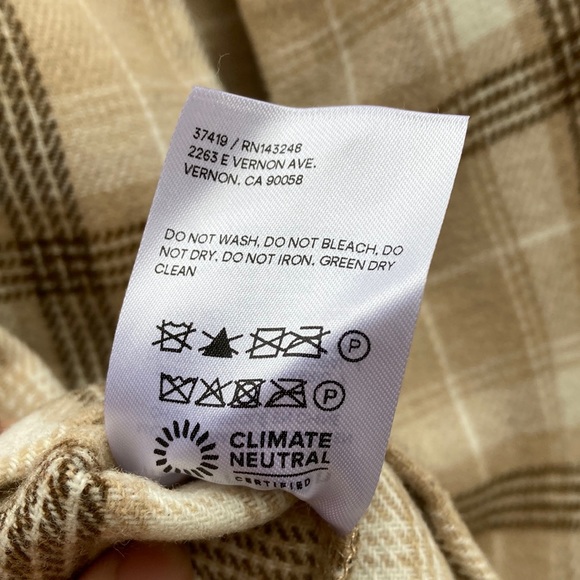 37419 / RN143246
2263 E VERNON AVE.
VERNON, CA 90058
DO NOT WASH, DO NOT BLEACH, DO
NOT DRY, DO NOT IRON. GREEN DRY
CLEAN
P
P
CLIMATE
NEUTRAL
CERTIFIED